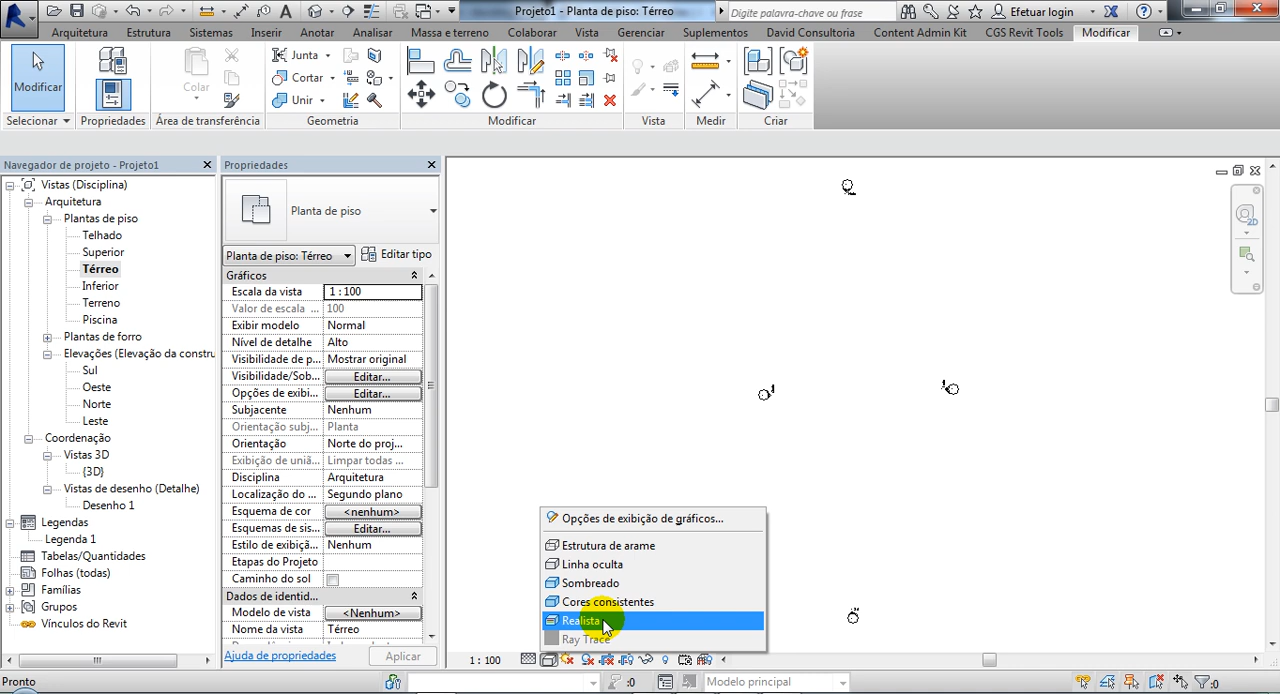 Projeto1 - Planta de piso: Térreo
Digite palavra-chave ou frase
Efetuar login
Arquitetura Estrutura Sistemas Inserir Anotar Analisar Massa e terreno Colaborar Vista Gerenciar Suplementos David Consultoria Content Admin Kit CGS Revit Tools Modificar
Modificar
Colar
Junta
Cortar
Unir
Selecionar Propriedades Área de transferência Geometria Modificar Vista Medir Criar
Navegador de projeto - Projeto1
Vistas (Disciplina)
Arquitetura
Plantas de piso
Telhado
Superior
Térreo
Inferior
Terreno
Piscina
Plantas de forro
Elevações (Elevação da constru
Sul
Oeste
Norte
Leste
Coordenação
Vistas 3D
{3D}
Vistas de desenho (Detalhe)
Desenho 1
Legendas
Legenda 1
Tabelas/Quantidades
Folhas (todas)
Famílias
Grupos
Vínculos do Revit
Propriedades
Planta de piso
Planta de piso: Térreo Editar tipo
Gráficos
Escala da vista 1 : 100
Valor de escala ... 100
Exibir modelo Normal
Nível de detalhe Alto
Visibilidade de p... Mostrar original
Visibilidade/Sob... Editar...
Opções de exibi... Editar...
Subjacente Nenhum
Orientação subj... Planta
Orientação Norte do proj...
Exibição de uniã... Limpar todas ...
Disciplina Arquitetura
Localização do ... Segundo plano
Esquema de cor <nenhum>
Esquemas de sis... Editar...
Estilo de exibiçã... Nenhum
Etapas do Projeto
Caminho do sol
Dados de identid...
Modelo de vista <Nenhum>
Nome da vista Térreo
Ajuda de propriedades Aplicar
2D
Opções de exibição de gráficos...
Estrutura de arame
Linha oculta
Sombreado
Cores consistentes
Realista
Ray Trace
1 : 100
Pronto
:0
Modelo principal
:0